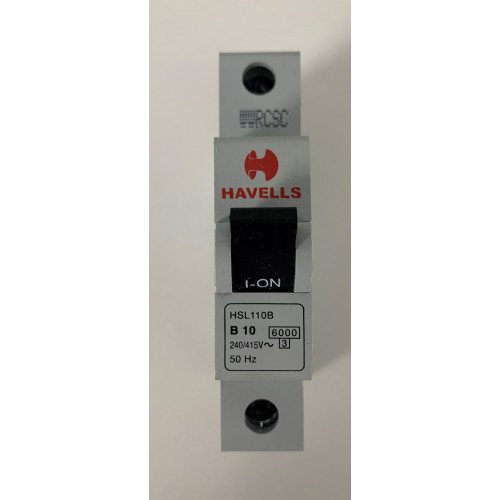 RCSC
HAVELLS
I-ON
HSL110B
B 10 6000
240/415V~ 3
50 Hz